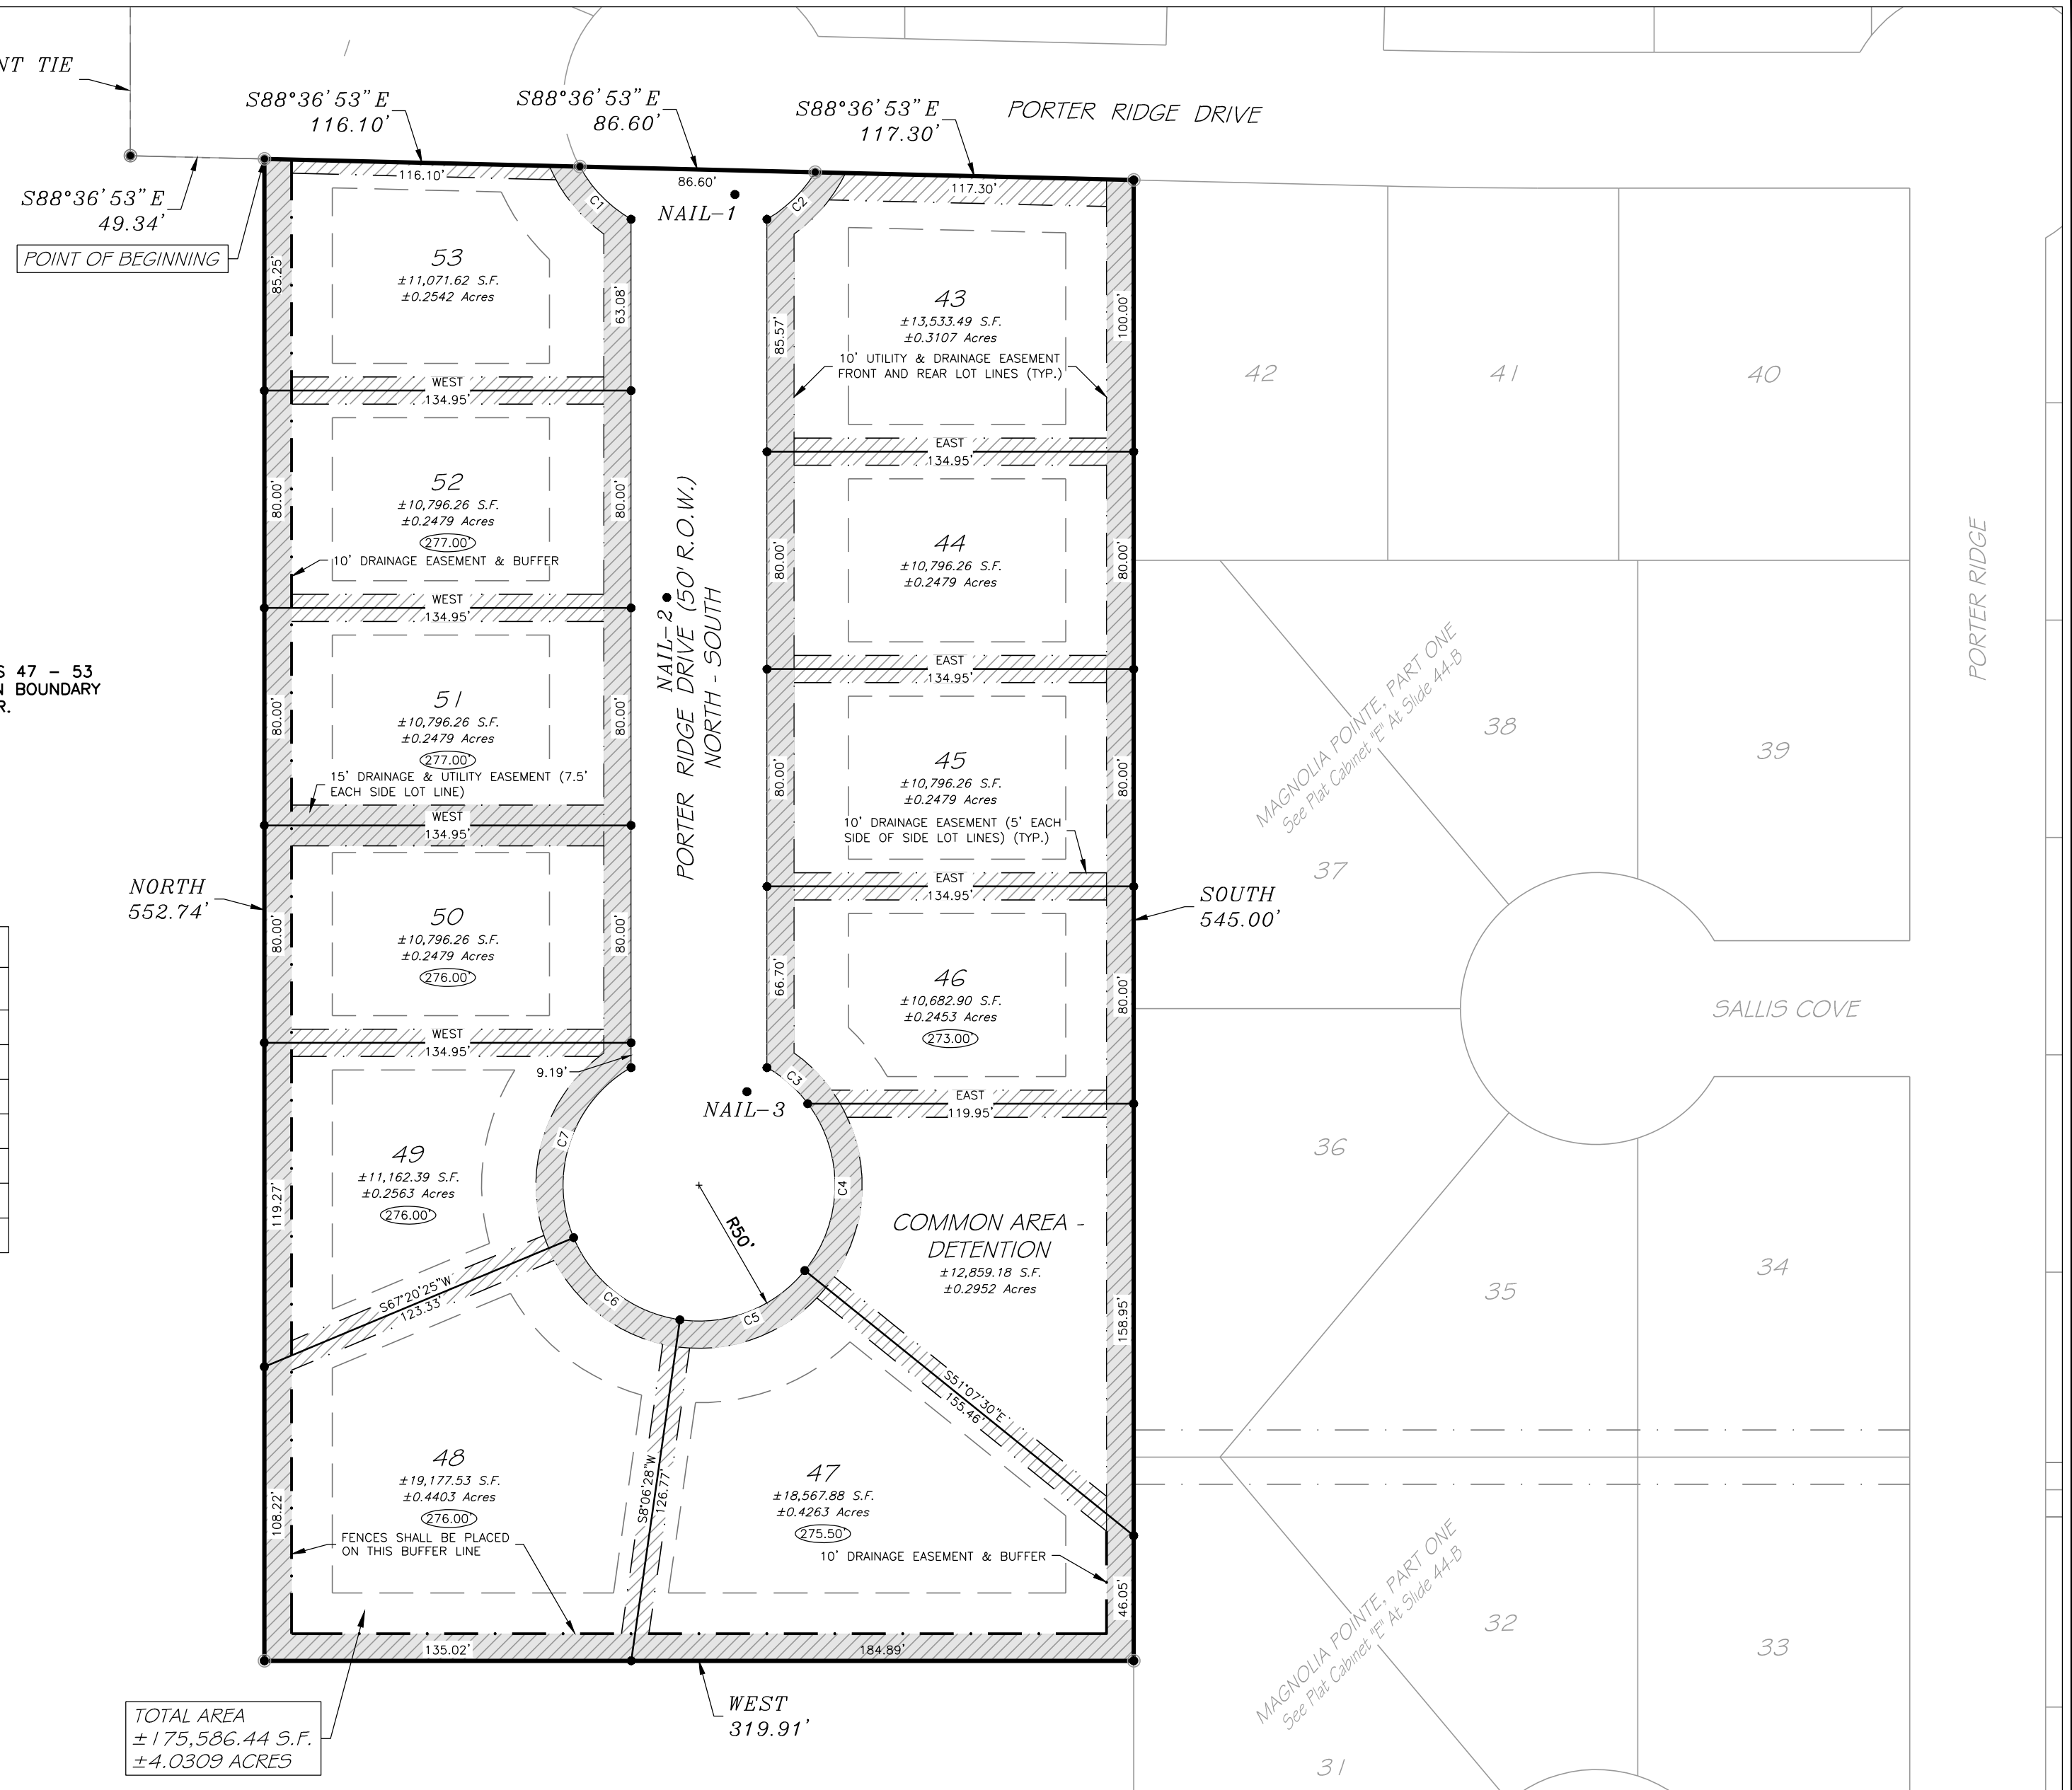 NT TIE
S88°36'53"E
116.10'
S88°36'53"E
86.60'
S88°36'53"E
117.30'
PORTER RIDGE DRIVE
S88°36'53"E
49.34'
POINT OF BEGINNING
116.10'
86.60'
117.30'
C1
C2
NAIL-1
85.25'
53
±11,071.62 S.F.
±0.2542 Acres
63.08'
85.57'
43
±13,533.49 S.F.
±0.3107 Acres
100.00'
10' UTILITY & DRAINAGE EASEMENT
FRONT AND REAR LOT LINES (TYP.)
WEST
134.95'
EAST
134.95'
42
41
40
80.00'
52
±10,796.26 S.F.
±0.2479 Acres
277.00'
10' DRAINAGE EASEMENT & BUFFER
80.00'
80.00'
44
±10,796.26 S.F.
±0.2479 Acres
80.00'
WEST
134.95'
NAIL-2
PORTER RIDGE DRIVE (50' R.O.W.)
NORTH - SOUTH
EAST
134.95'
S 47 - 53
N BOUNDARY
R.
80.00'
51
±10,796.26 S.F.
±0.2479 Acres
277.00'
15' DRAINAGE & UTILITY EASEMENT (7.5'
EACH SIDE LOT LINE)
80.00'
80.00'
45
±10,796.26 S.F.
±0.2479 Acres
80.00'
10' DRAINAGE EASEMENT (5' EACH
SIDE OF SIDE LOT LINES) (TYP.)
WEST
134.95'
EAST
134.95'
MAGNOLIA POINTE, PART ONE
See Plat Cabinet "E" At Slide 44-B
38
39
37
PORTER RIDGE
NORTH
552.74'
SOUTH
545.00'
80.00'
50
±10,796.26 S.F.
±0.2479 Acres
276.00'
80.00'
66.70'
46
±10,682.90 S.F.
±0.2453 Acres
273.00'
80.00'
SALLIS COVE
WEST
134.95'
9.19'
C3
NAIL-3
EAST
119.95'
119.27'
49
±11,162.39 S.F.
±0.2563 Acres
276.00'
C7
C4
R50'
COMMON AREA -
DETENTION
±12,859.18 S.F.
±0.2952 Acres
158.95'
36
35
34
S67°20'25"W
123.33'
C6
C5
S51°07'30"E
155.46'
108.22'
48
±19,177.53 S.F.
±0.4403 Acres
276.00'
FENCES SHALL BE PLACED
ON THIS BUFFER LINE
S8°06'28"W
126.77'
47
±18,567.88 S.F.
±0.4263 Acres
275.50'
10' DRAINAGE EASEMENT & BUFFER
46.05'
135.02'
184.89'
MAGNOLIA POINTE, PART ONE
See Plat Cabinet "E" At Slide 44-B
32
33
31
WEST
319.91'
TOTAL AREA
±175,586.44 S.F.
±4.0309 ACRES